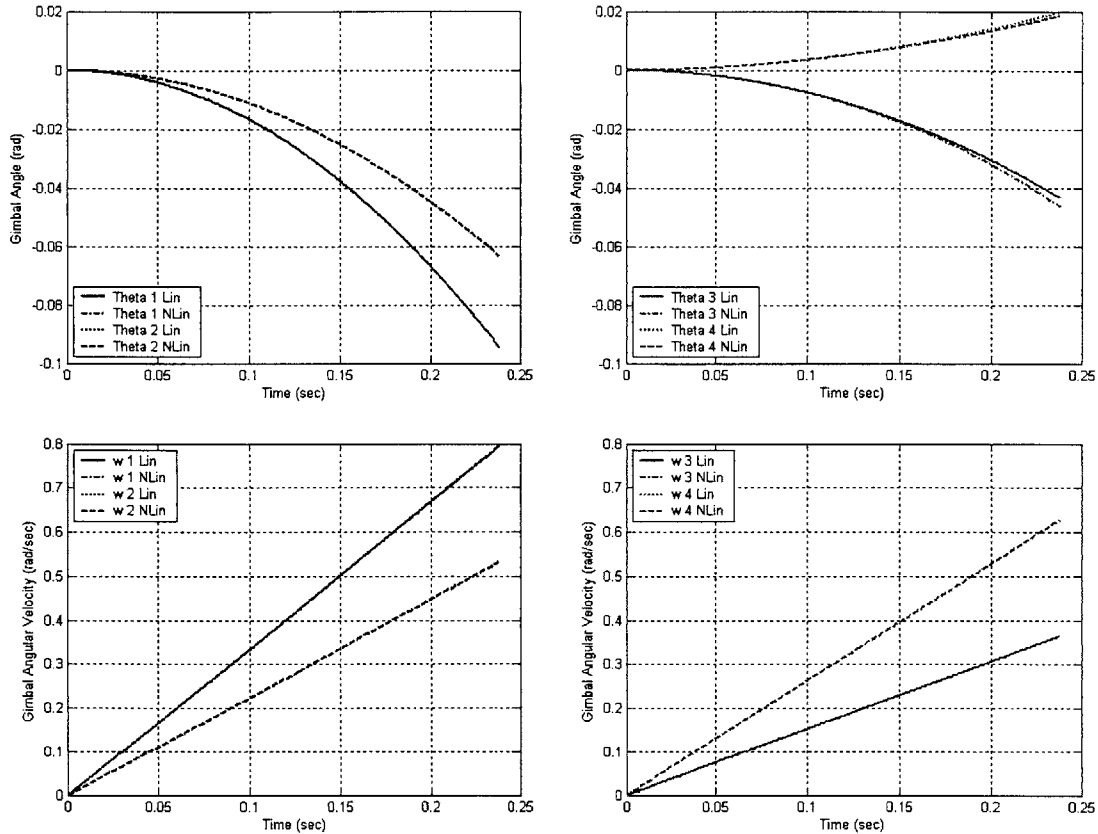 0.02
0
-0.02
-0.04
-0.06
-0.08
-0.1
Gimbal Angle (rad)
Theta 1 Lin
Theta 1 NLin
Theta 2 Lin
Theta 2 NLin
0 0.05 0.1 0.15 0.2 0.25
Time (sec)
0.02
0
-0.02
-0.04
-0.06
-0.08
-0.1
Gimbal Angle (rad)
Theta 3 Lin
Theta 3 NLin
Theta 4 Lin
Theta 4 NLin
0 0.05 0.1 0.15 0.2 0.25
Time (sec)
0.8
0.7
0.6
0.5
0.4
0.3
0.2
0.1
0
Gimbal Angular Velocity (rad/sec)
w 1 Lin
w 1 NLin
w 2 Lin
w 2 NLin
0 0.05 0.1 0.15 0.2 0.25
Time (sec)
0.8
0.7
0.6
0.5
0.4
0.3
0.2
0.1
0
Gimbal Angular Velocity (rad/sec)
w 3 Lin
w 3 NLin
w 4 Lin
w 4 NLin
0 0.05 0.1 0.15 0.2 0.25
Time (sec)